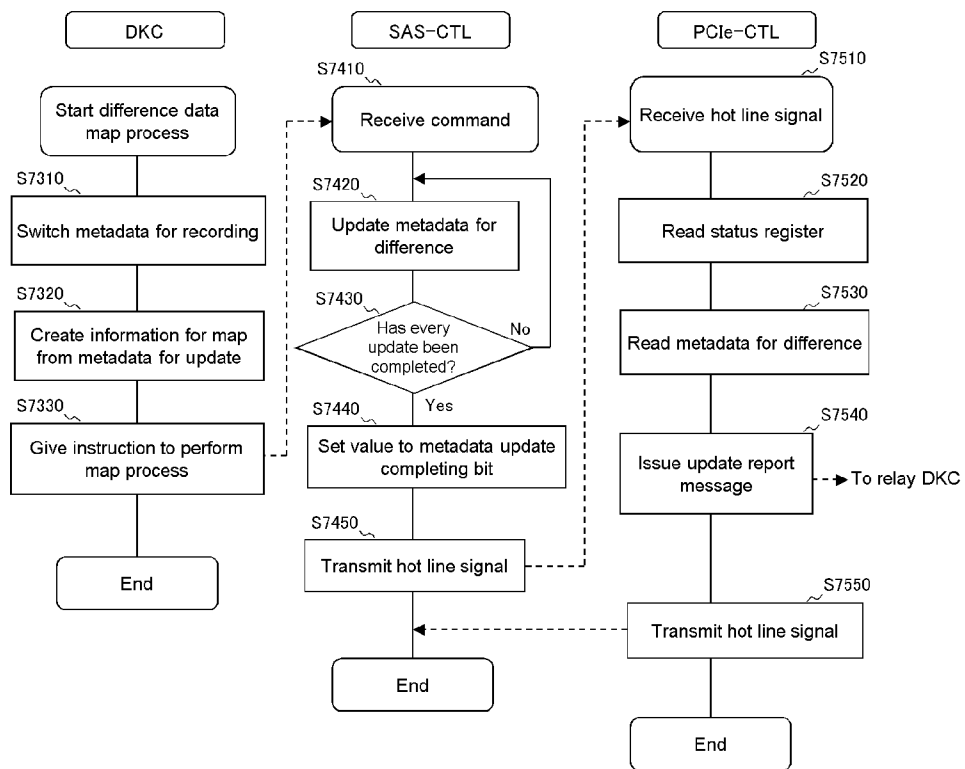 DKC
Start difference data
map process
S7310
Switch metadata for recording
S7320
Create information for map
from metadata for update
S7330
Give instruction to perform
map process
End
SAS-CTL
S7410
Receive command
S7420
Update metadata for
difference
S7430
Has every
update been
completed?
No
Yes
S7440
Set value to metadata update
completing bit
S7450
Transmit hot line signal
End
PCIe-CTL
S7510
Receive hot line signal
S7520
Read status register
S7530
Read metadata for difference
S7540
Issue update report
message
To relay DKC
S7550
Transmit hot line signal
End